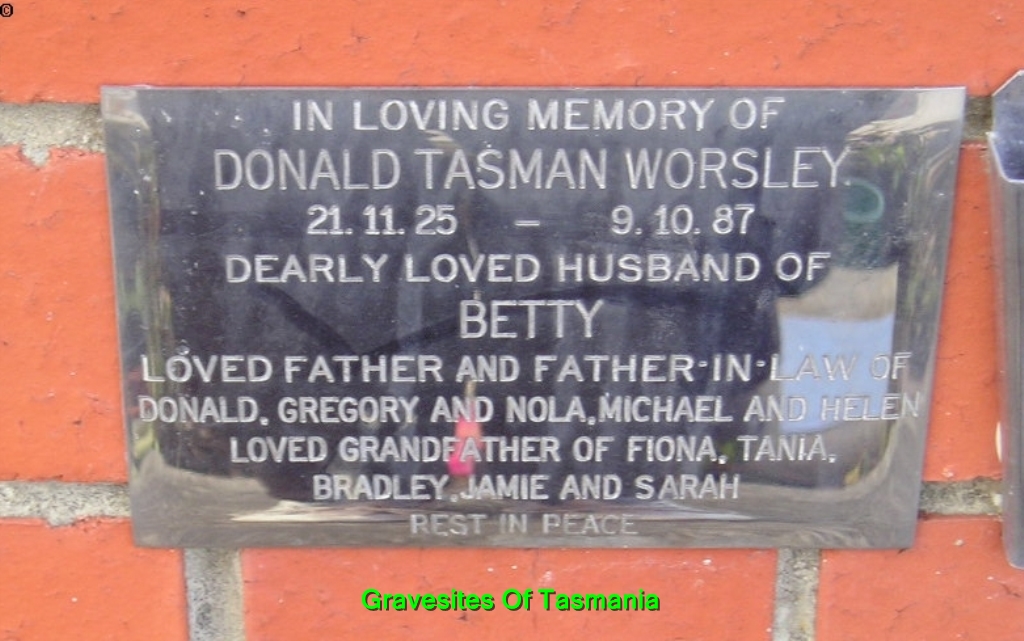 ©
IN LOVING MEMORY OF
DONALD TASMAN WORSLEY
21. 11. 25 – 9. 10. 87
DEARLY LOVED HUSBAND OF
BETTY
LOVED FATHER AND FATHER-IN-LAW OF
DONALD, GREGORY AND NOLA, MICHAEL AND HELEN
LOVED GRANDFATHER OF FIONA, TANIA,
BRADLEY, JAMIE AND SARAH
REST IN PEACE
Gravesites Of Tasmania